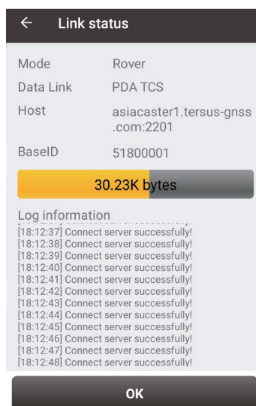 Link status
Mode Rover
Data Link PDA TCS
Host asiacaster1.tersus-gnss
.com:2201
BaseID 51800001
30.23K bytes
Log information
[18:12:37] Connect server successfully!
[18:12:38] Connect server successfully!
[18:12:39] Connect server successfully!
[18:12:40] Connect server successfully!
[18:12:41] Connect server successfully!
[18:12:42] Connect server successfully!
[18:12:43] Connect server successfully!
[18:12:44] Connect server successfully!
[18:12:45] Connect server successfully!
[18:12:46] Connect server successfully!
[18:12:47] Connect server successfully!
[18:12:48] Connect server successfully!
OK